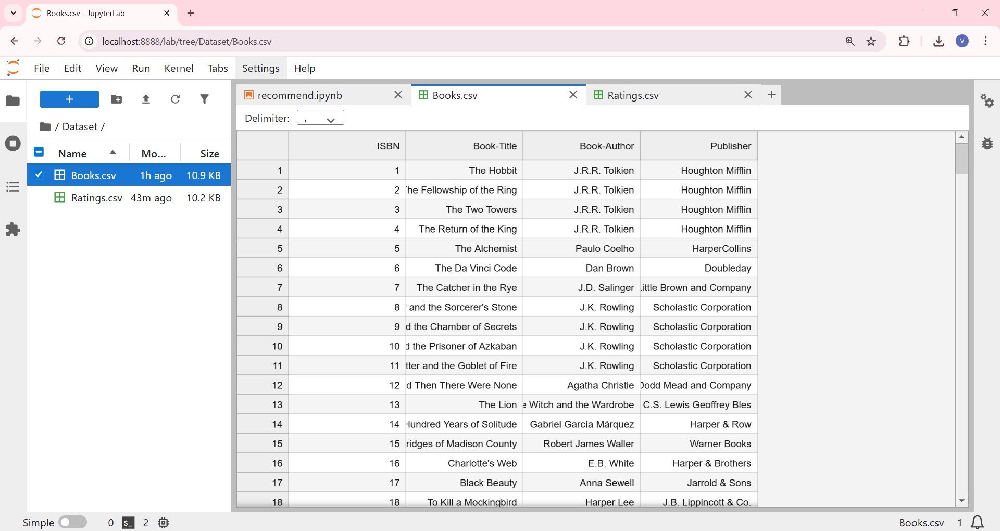 Books.csv - JupyterLab
localhost:8888/lab/tree/Dataset/Books.csv
V
File Edit View Run Kernel Tabs Settings Help
recommend.ipynb Books.csv Ratings.csv
/ Dataset /
Delimiter: ,
Name Mo... Size
Books.csv 1h ago 10.9 KB
Ratings.csv 43m ago 10.2 KB
ISBN Book-Title Book-Author Publisher
1 1 The Hobbit J.R.R. Tolkien Houghton Mifflin
2 2 he Fellowship of the Ring J.R.R. Tolkien Houghton Mifflin
3 3 The Two Towers J.R.R. Tolkien Houghton Mifflin
4 4 The Return of the King J.R.R. Tolkien Houghton Mifflin
5 5 The Alchemist Paulo Coelho HarperCollins
6 6 The Da Vinci Code Dan Brown Doubleday
7 7 The Catcher in the Rye J.D. Salinger ittle Brown and Company
8 8 and the Sorcerer's Stone J.K. Rowling Scholastic Corporation
9 9 d the Chamber of Secrets J.K. Rowling Scholastic Corporation
10 10 d the Prisoner of Azkaban J.K. Rowling Scholastic Corporation
11 11 tter and the Goblet of Fire J.K. Rowling Scholastic Corporation
12 12 d Then There Were None Agatha Christie Dodd Mead and Company
13 13 The Lion e Witch and the Wardrobe C.S. Lewis Geoffrey Bles
14 14 Hundred Years of Solitude Gabriel García Márquez Harper & Row
15 15 ridges of Madison County Robert James Waller Warner Books
16 16 Charlotte's Web E.B. White Harper & Brothers
17 17 Black Beauty Anna Sewell Jarrold & Sons
18 18 To Kill a Mockingbird Harper Lee J.B. Lippincott & Co.
Simple 0 $_ 2 Books.csv 1